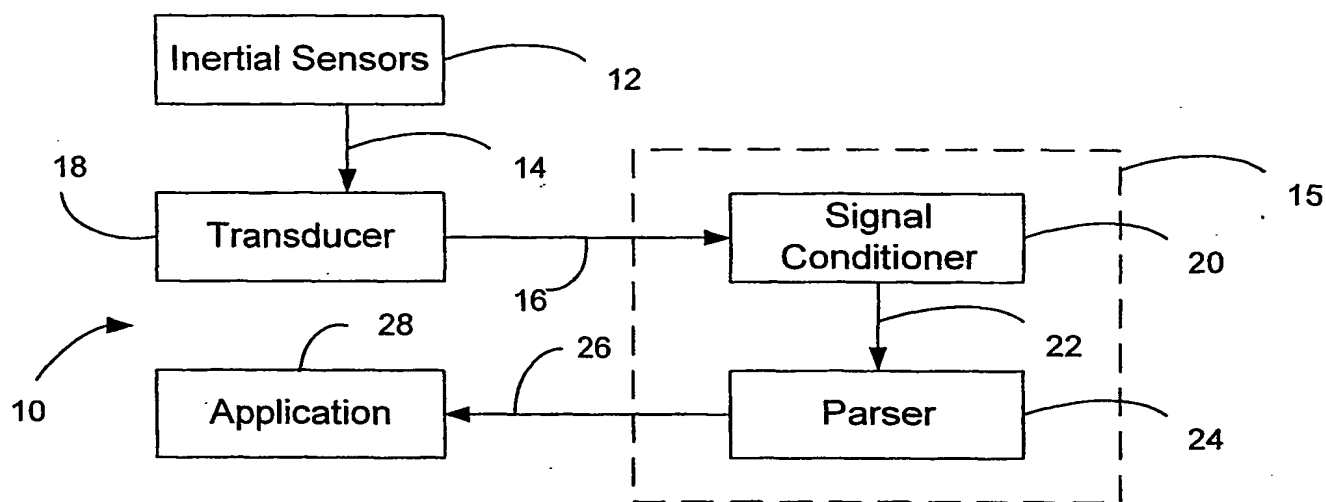 Inertial Sensors
12
14
18
15
Transducer
Signal
Conditioner
20
16
28
26
22
10
Application
Parser
24